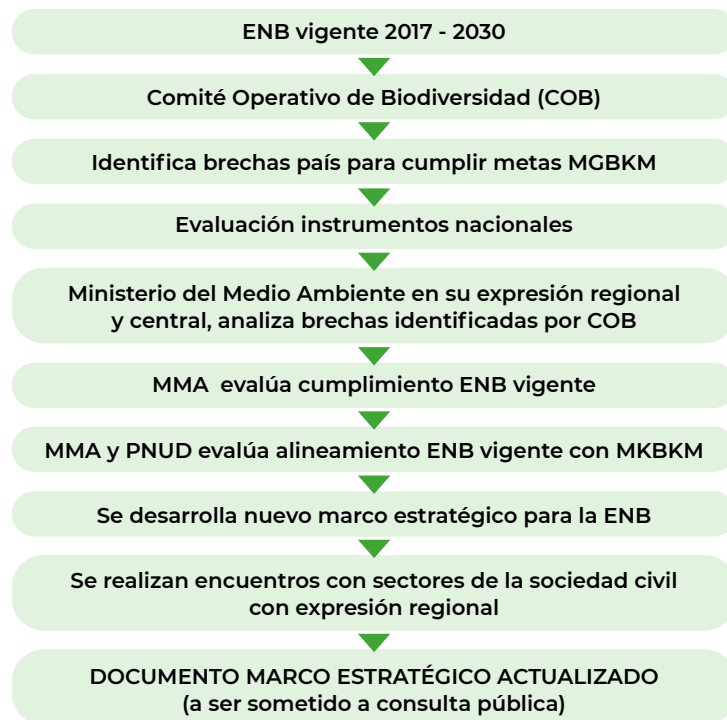 ENB vigente 2017 - 2030
Comité Operativo de Biodiversidad (COB)
Identifica brechas país para cumplir metas MGBKM
Evaluación instrumentos nacionales
Ministerio del Medio Ambiente en su expresión regional
y central, analiza brechas identificadas por COB
MMA evalúa cumplimiento ENB vigente
MMA y PNUD evalúa alineamiento ENB vigente con MKBKM
Se desarrolla nuevo marco estratégico para la ENB
Se realizan encuentros con sectores de la sociedad civil
con expresión regional
DOCUMENTO MARCO ESTRATÉGICO ACTUALIZADO
(a ser sometido a consulta pública)